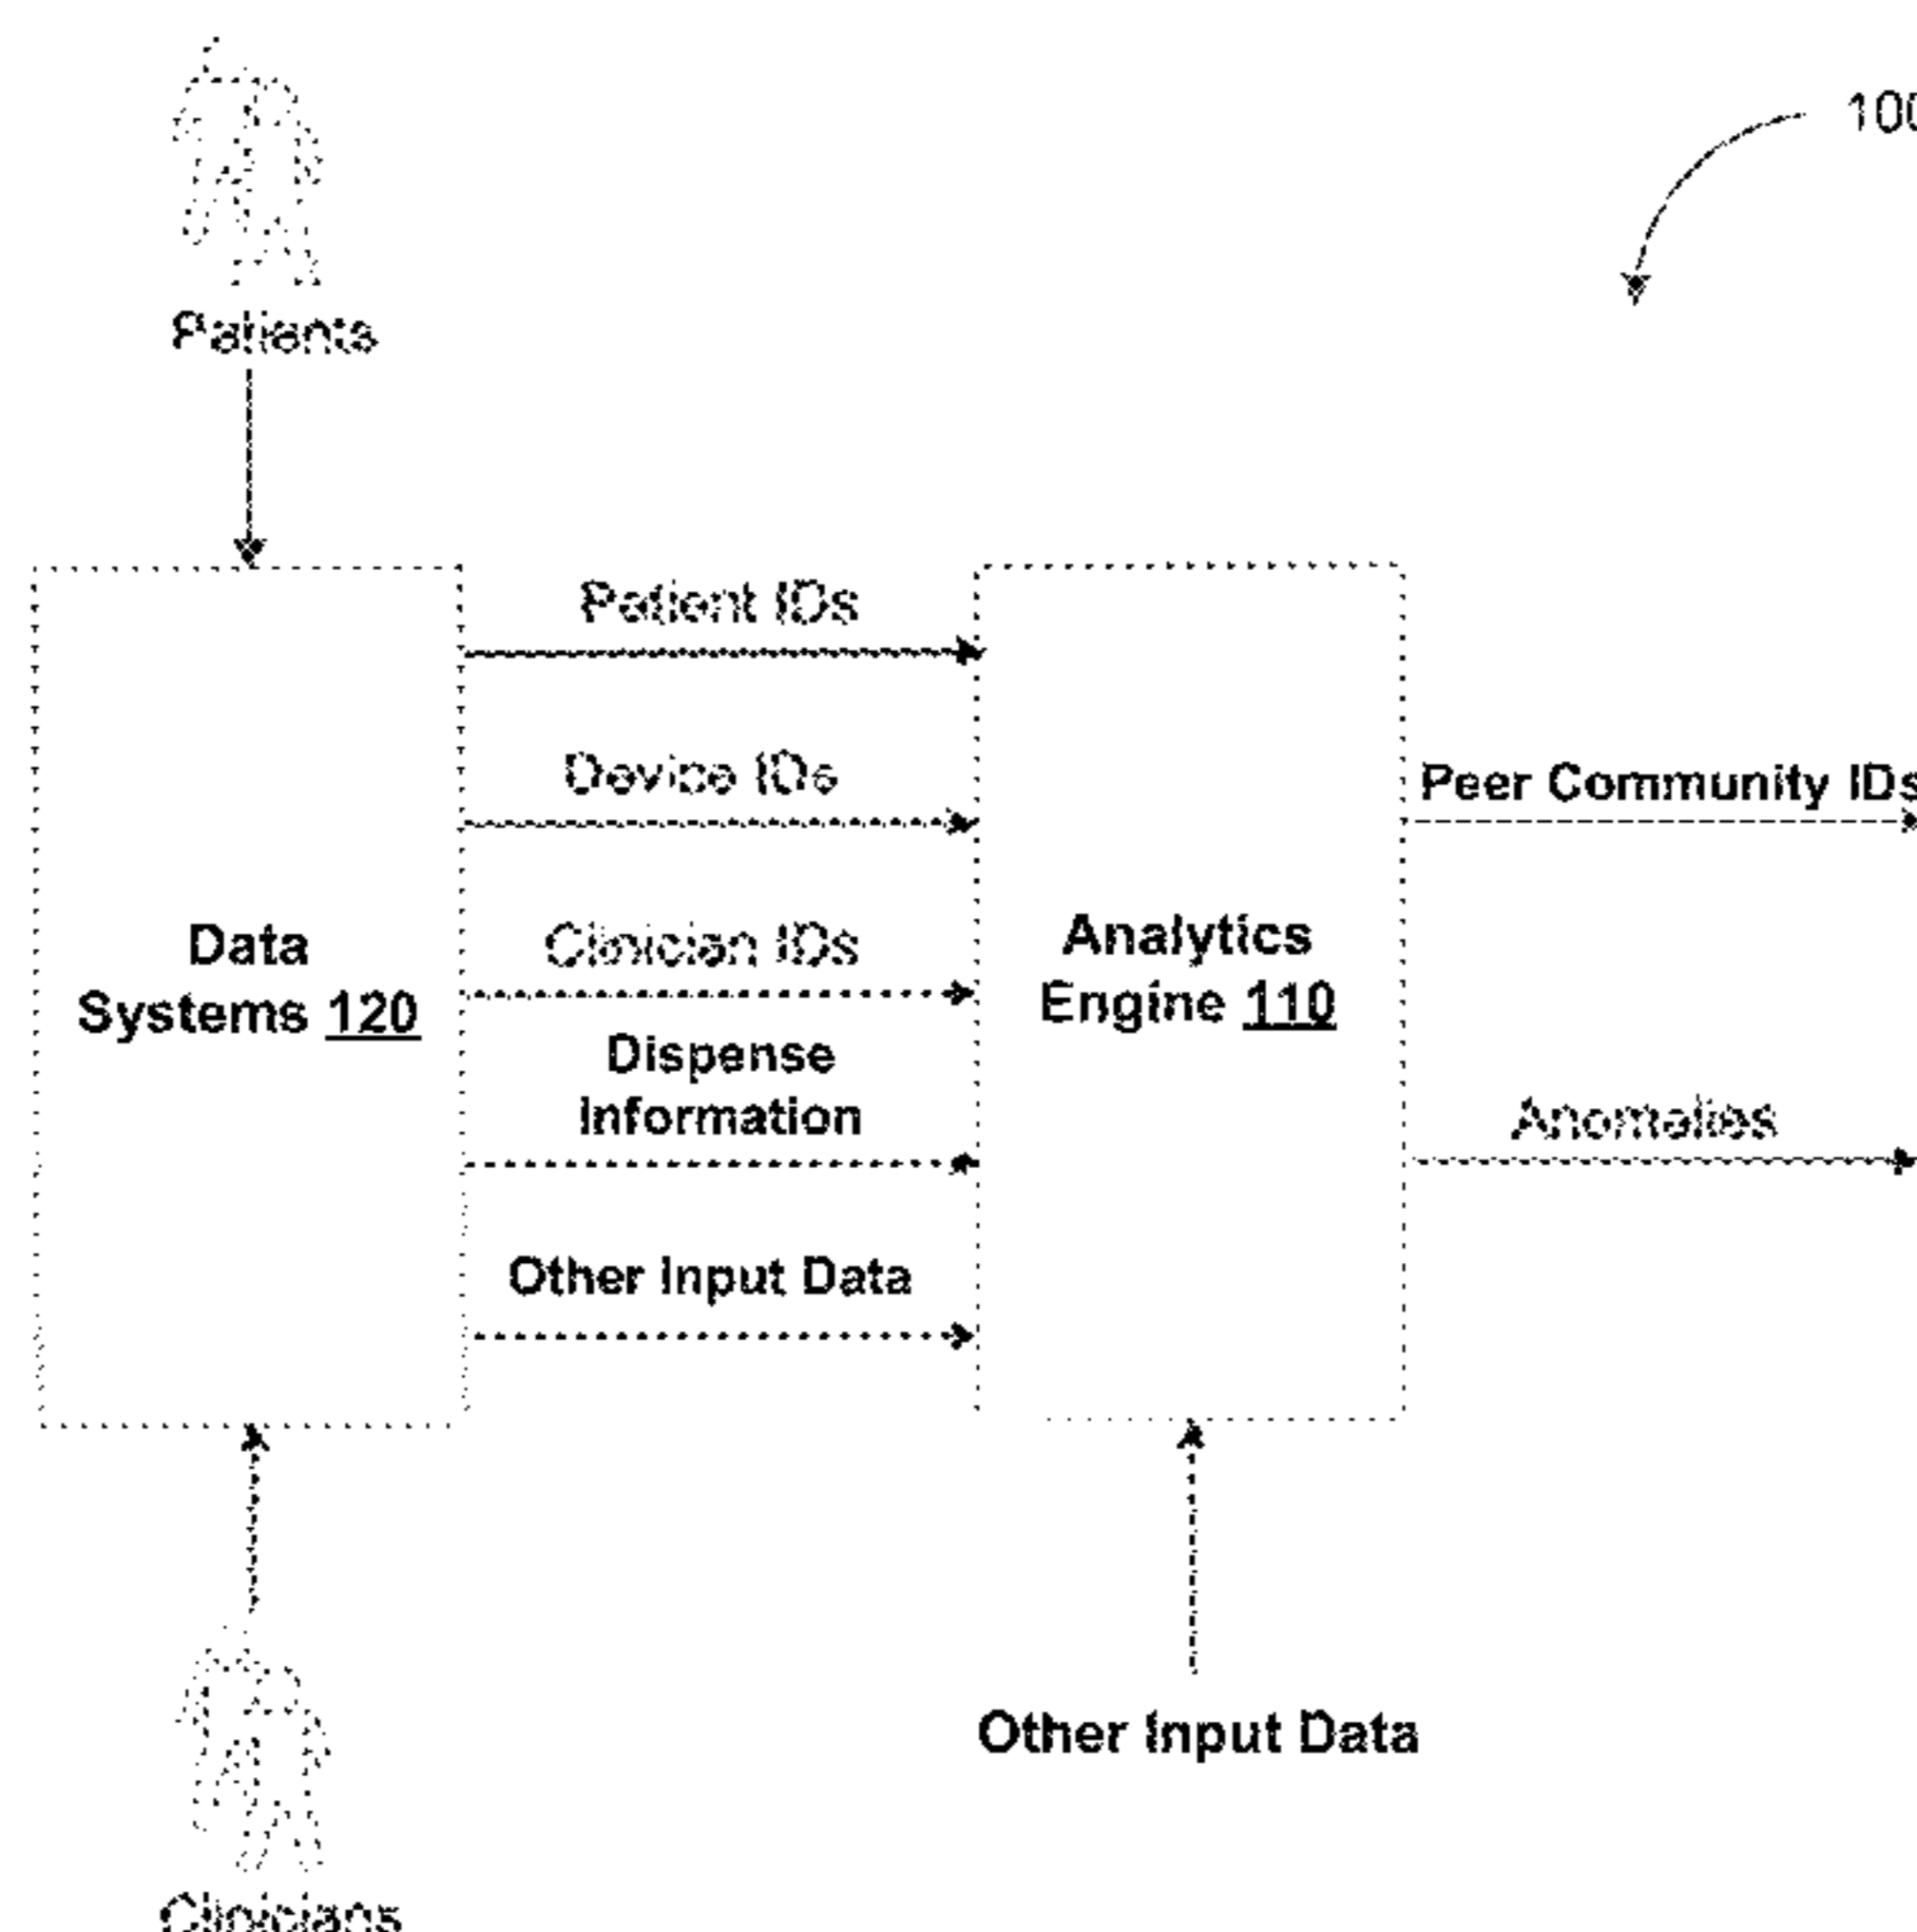 100
Patients
Patient IDs
Device IDs
Peer Community IDs
Clinician IDs
Data
Systems 120
Analytics
Engine 110
Dispense
Information
Anomalies
Other Input Data
Other Input Data
Clinicians